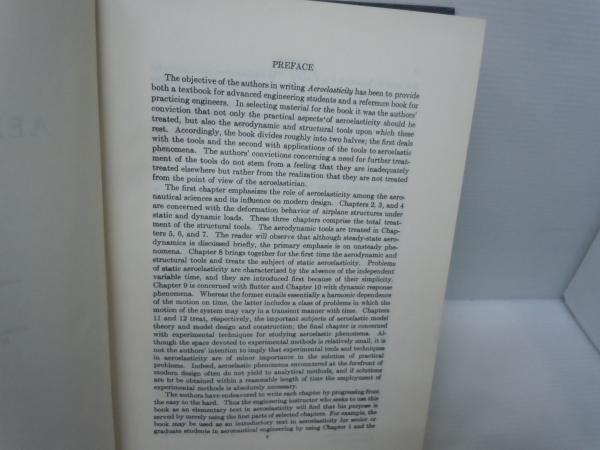 PREFACE
The objective of the authors in writing Aeroelasticity has been to provide
both a textbook for advanced engineering students and a reference book for
practicing engineers. In selecting material for the book it was the authors'
conviction that not only the practical aspects of aeroelasticity should be
treated, but also the aerodynamic and structural tools upon which these
rest. Accordingly, the book divides roughly into two halves; the first deals
with the tools and the second with applications of the tools to aeroelastic
phenomena. The authors' convictions concerning a need for further treat-
ment of the tools do not stem from a feeling that they are inadequately
treated elsewhere but rather from the realization that they are not treated
from the point of view of the aeroelastician.
The first chapter emphasizes the role of aeroelasticity among the aero-
nautical sciences and its influence on modern design. Chapters 2, 3, and 4
are concerned with the deformation behavior of airplane structures under
static and dynamic loads. These three chapters comprise the total treat-
ment of the structural tools. The aerodynamic tools are treated in Chap-
ters 5, 6, and 7. The reader will observe that although steady-state aero-
dynamics is discussed briefly, the primary emphasis is on unsteady phe-
nomena. Chapter 8 brings together for the first time the aerodynamic and
structural tools and treats the subject of static aeroelasticity. Problems
of static aeroelasticity are characterized by the absence of the independent
variable time, and they are introduced first because of their simplicity.
Chapter 9 is concerned with flutter and Chapter 10 with dynamic response
phenomena. Whereas the former entails essentially a harmonic dependence
of the motion on time, the latter includes a class of problems in which the
motion of the system may vary in a transient manner with time. Chapters
11 and 12 treat, respectively, the important subjects of aeroelastic model
theory and model design and construction; the final chapter is concerned
with experimental techniques for studying aeroelastic phenomena. Al-
though the space devoted to experimental methods is relatively small, it is
not the authors' intention to imply that experimental tools and techniques
in aeroelasticity are of minor importance in the solution of practical
problems. Indeed, aeroelastic phenomena encountered at the forefront of
modern design often do not yield to analytical methods, and if solutions
are to be obtained within a reasonable length of time the employment of
experimental methods is absolutely necessary.
The authors have endeavored to write each chapter by progressing from
the easy to the hard. Thus the engineering instructor who seeks to use this
book as an elementary text in aeroelasticity will find that his purpose is
served by merely using the first parts of selected chapters. For example, the
book may be used as an introductory text in aeroelasticity for senior or
graduate students in aeronautical engineering by using Chapter 1 and the